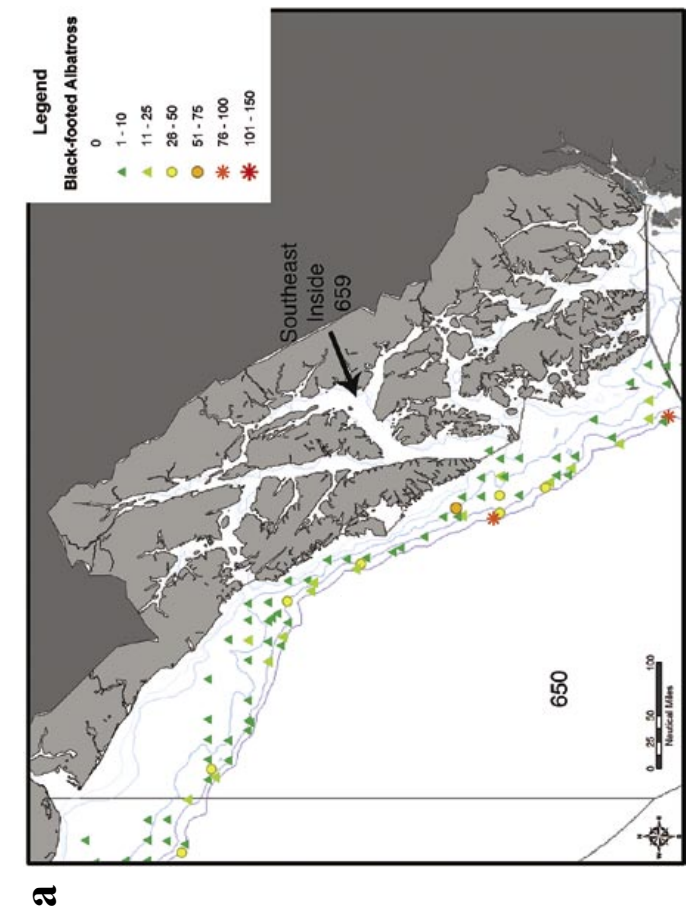 a
Legend
Black-footed Albatross
0
1 - 10
11 - 25
26 - 50
51 - 75
76 - 100
101 - 150
Southeast
Inside
659
650
0 25 50 100
Nautical Miles